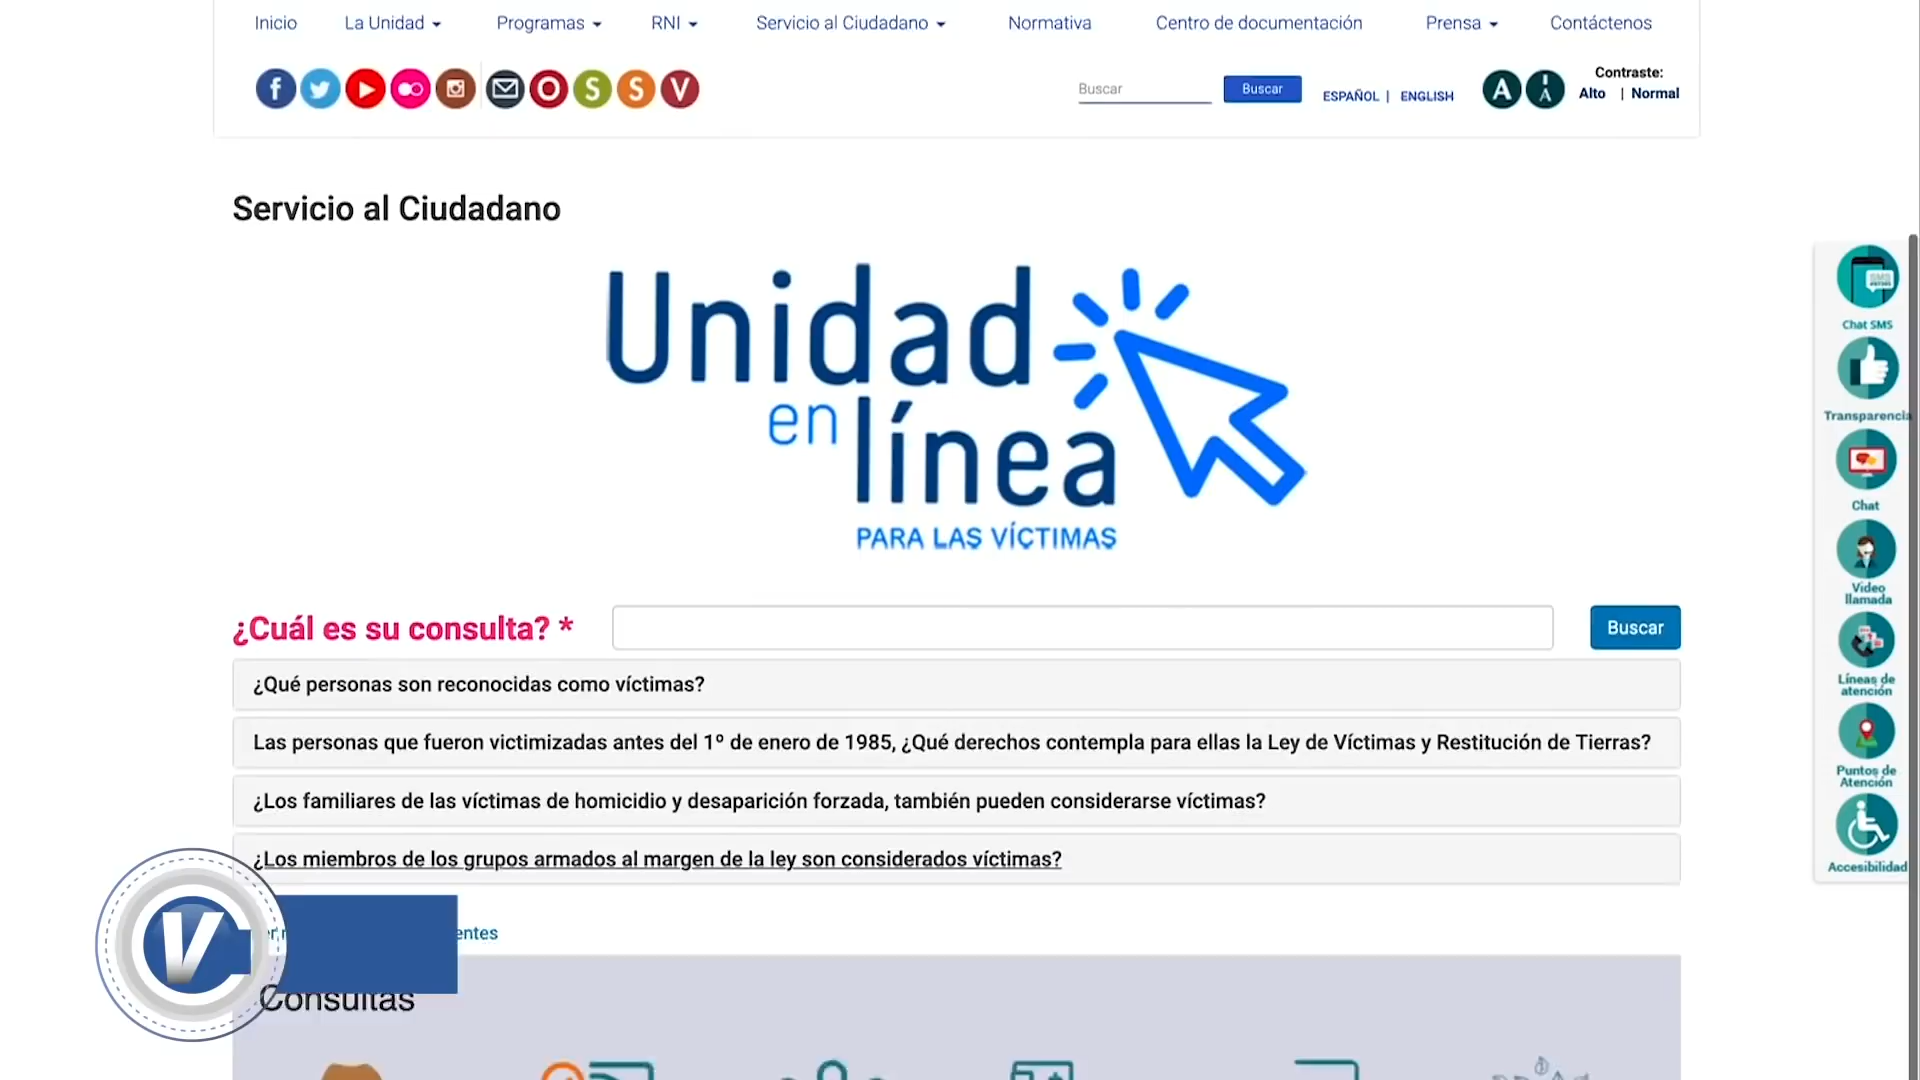 Inicio La Unidad Programas RNI Servicio al Ciudadano Normativa Centro de documentación Prensa Contáctenos
Buscar Buscar ESPAÑOL | ENGLISH A A Contraste:
Alto | Normal
Servicio al Ciudadano
Unidad
en línea
PARA LAS VÍCTIMAS
¿Cuál es su consulta? * Buscar
¿Qué personas son reconocidas como víctimas?
Las personas que fueron victimizadas antes del 1º de enero de 1985, ¿Qué derechos contempla para ellas la Ley de Víctimas y Restitución de Tierras?
¿Los familiares de las víctimas de homicidio y desaparición forzada, también pueden considerarse víctimas?
¿Los miembros de los grupos armados al margen de la ley son considerados víctimas?
Consultas
Chat SMS
Transparencia
Chat
Video
llamada
Líneas de
atención
Puntos de
Atención
Accesibilidad
V